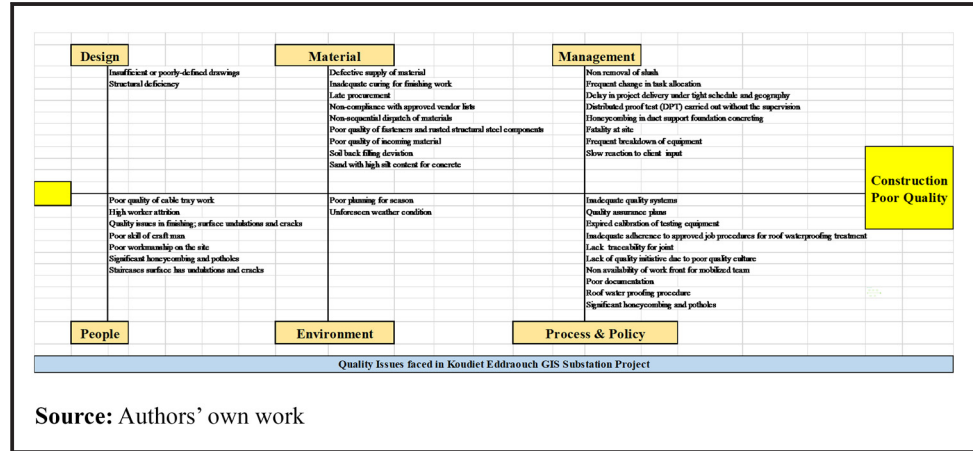 Design
Insufficient or poorly-defined drawings
Structural deficiency
Material
Defective supply of material
Inadequate curing for finishing work
Late procurement
Non-compliance with approved vendor lists
Non-sequential dispatch of materials
Poor quality of fasteners and rusted structural steel components
Poor quality of incoming material
Soil back filling deviation
Sand with high silt content for concrete
Management
Non removal of slush
Frequent change in task allocation
Delay in project delivery under tight schedule and geography
Distributed proof test (DPT) carried out without the supervision
Honeycombing in duct support foundation concreting
Fatality at site
Frequent breakdown of equipment
Slow reaction to client input
Construction
Poor Quality
Poor quality of cable tray work
High worker attrition
Quality issues in finishing; surface undulations and cracks
Poor skill of craft man
Poor workmanship on the site
Significant honeycombing and potholes
Staircases surface has undulations and cracks
People
Poor planning for season
Unforeseen weather condition
Environment
Inadequate quality systems
Quality assurance plans
Expired calibration of testing equipment
Inadequate adherence to approved job procedures for roof waterproofing treatment
Lack traceability for joint
Lack of quality initiative due to poor quality culture
Non availability of work front for mobilized team
Poor documentation
Roof water proofing procedure
Significant honeycombing and potholes
Process & Policy
Quality Issues faced in Koudiet Eddraouch GIS Substation Project
Source: Authors' own work